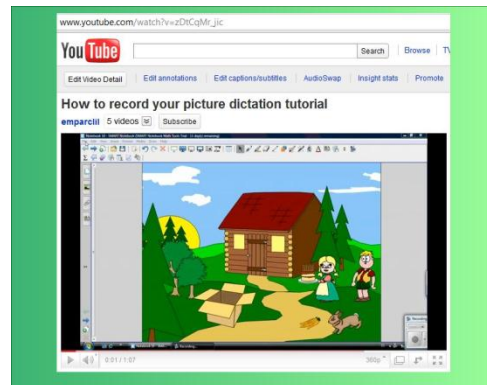 www.youtube.com/watch?v=zDtCqMr_jic
You Tube Search Browse
Edit Video Detail Edit annotations Edit captions/subtitles AudioSwap Insight stats Promote
How to record your picture dictation tutorial
emparclil 5 videos Subscribe
0:01 / 1:07 360p